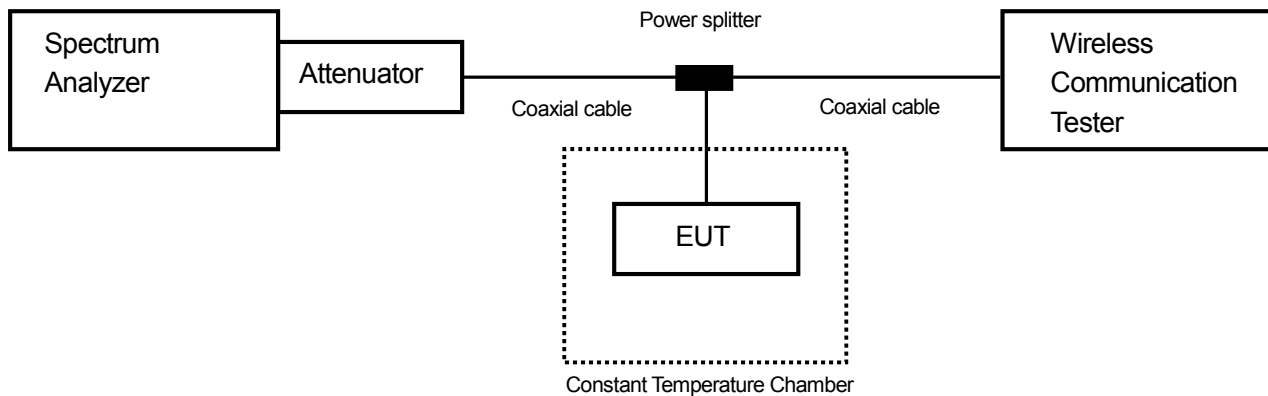 Power splitter
Spectrum
Analyzer
Attenuator
Wireless
Communication
Tester
Coaxial cable
Coaxial cable
EUT
Constant Temperature Chamber